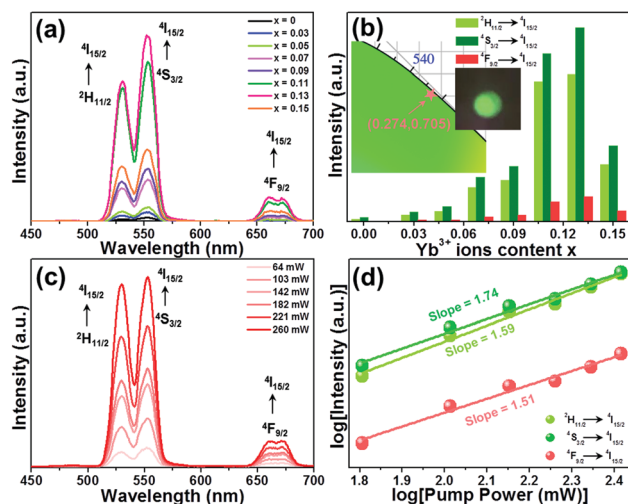 (a)
⁴I₁₅/₂
²H₁₁/₂
⁴I₁₅/₂
⁴S₃/₂
⁴I₁₅/₂
⁴F₉/₂
x = 0
x = 0.03
x = 0.05
x = 0.07
x = 0.09
x = 0.11
x = 0.13
x = 0.15
Intensity (a.u.)
450 500 550 600 650 700
Wavelength (nm)
(b)
²H₁₁/₂→⁴I₁₅/₂
⁴S₃/₂→⁴I₁₅/₂
⁴F₉/₂→⁴I₁₅/₂
540
(0.274,0.705)
Intensity (a.u.)
0.00 0.03 0.06 0.09 0.12 0.15
Yb³⁺ ions content x
(c)
⁴I₁₅/₂
²H₁₁/₂
⁴I₁₅/₂
⁴S₃/₂
⁴I₁₅/₂
⁴F₉/₂
64 mW
103 mW
142 mW
182 mW
221 mW
260 mW
Intensity (a.u.)
450 500 550 600 650 700
Wavelength (nm)
(d)
Slope = 1.74
Slope = 1.59
Slope = 1.51
²H₁₁/₂→⁴I₁₅/₂
⁴S₃/₂→⁴I₁₅/₂
⁴F₉/₂→⁴I₁₅/₂
log[Intensity (a.u.)]
1.8 1.9 2.0 2.1 2.2 2.3 2.4
log[Pump Power (mW)]